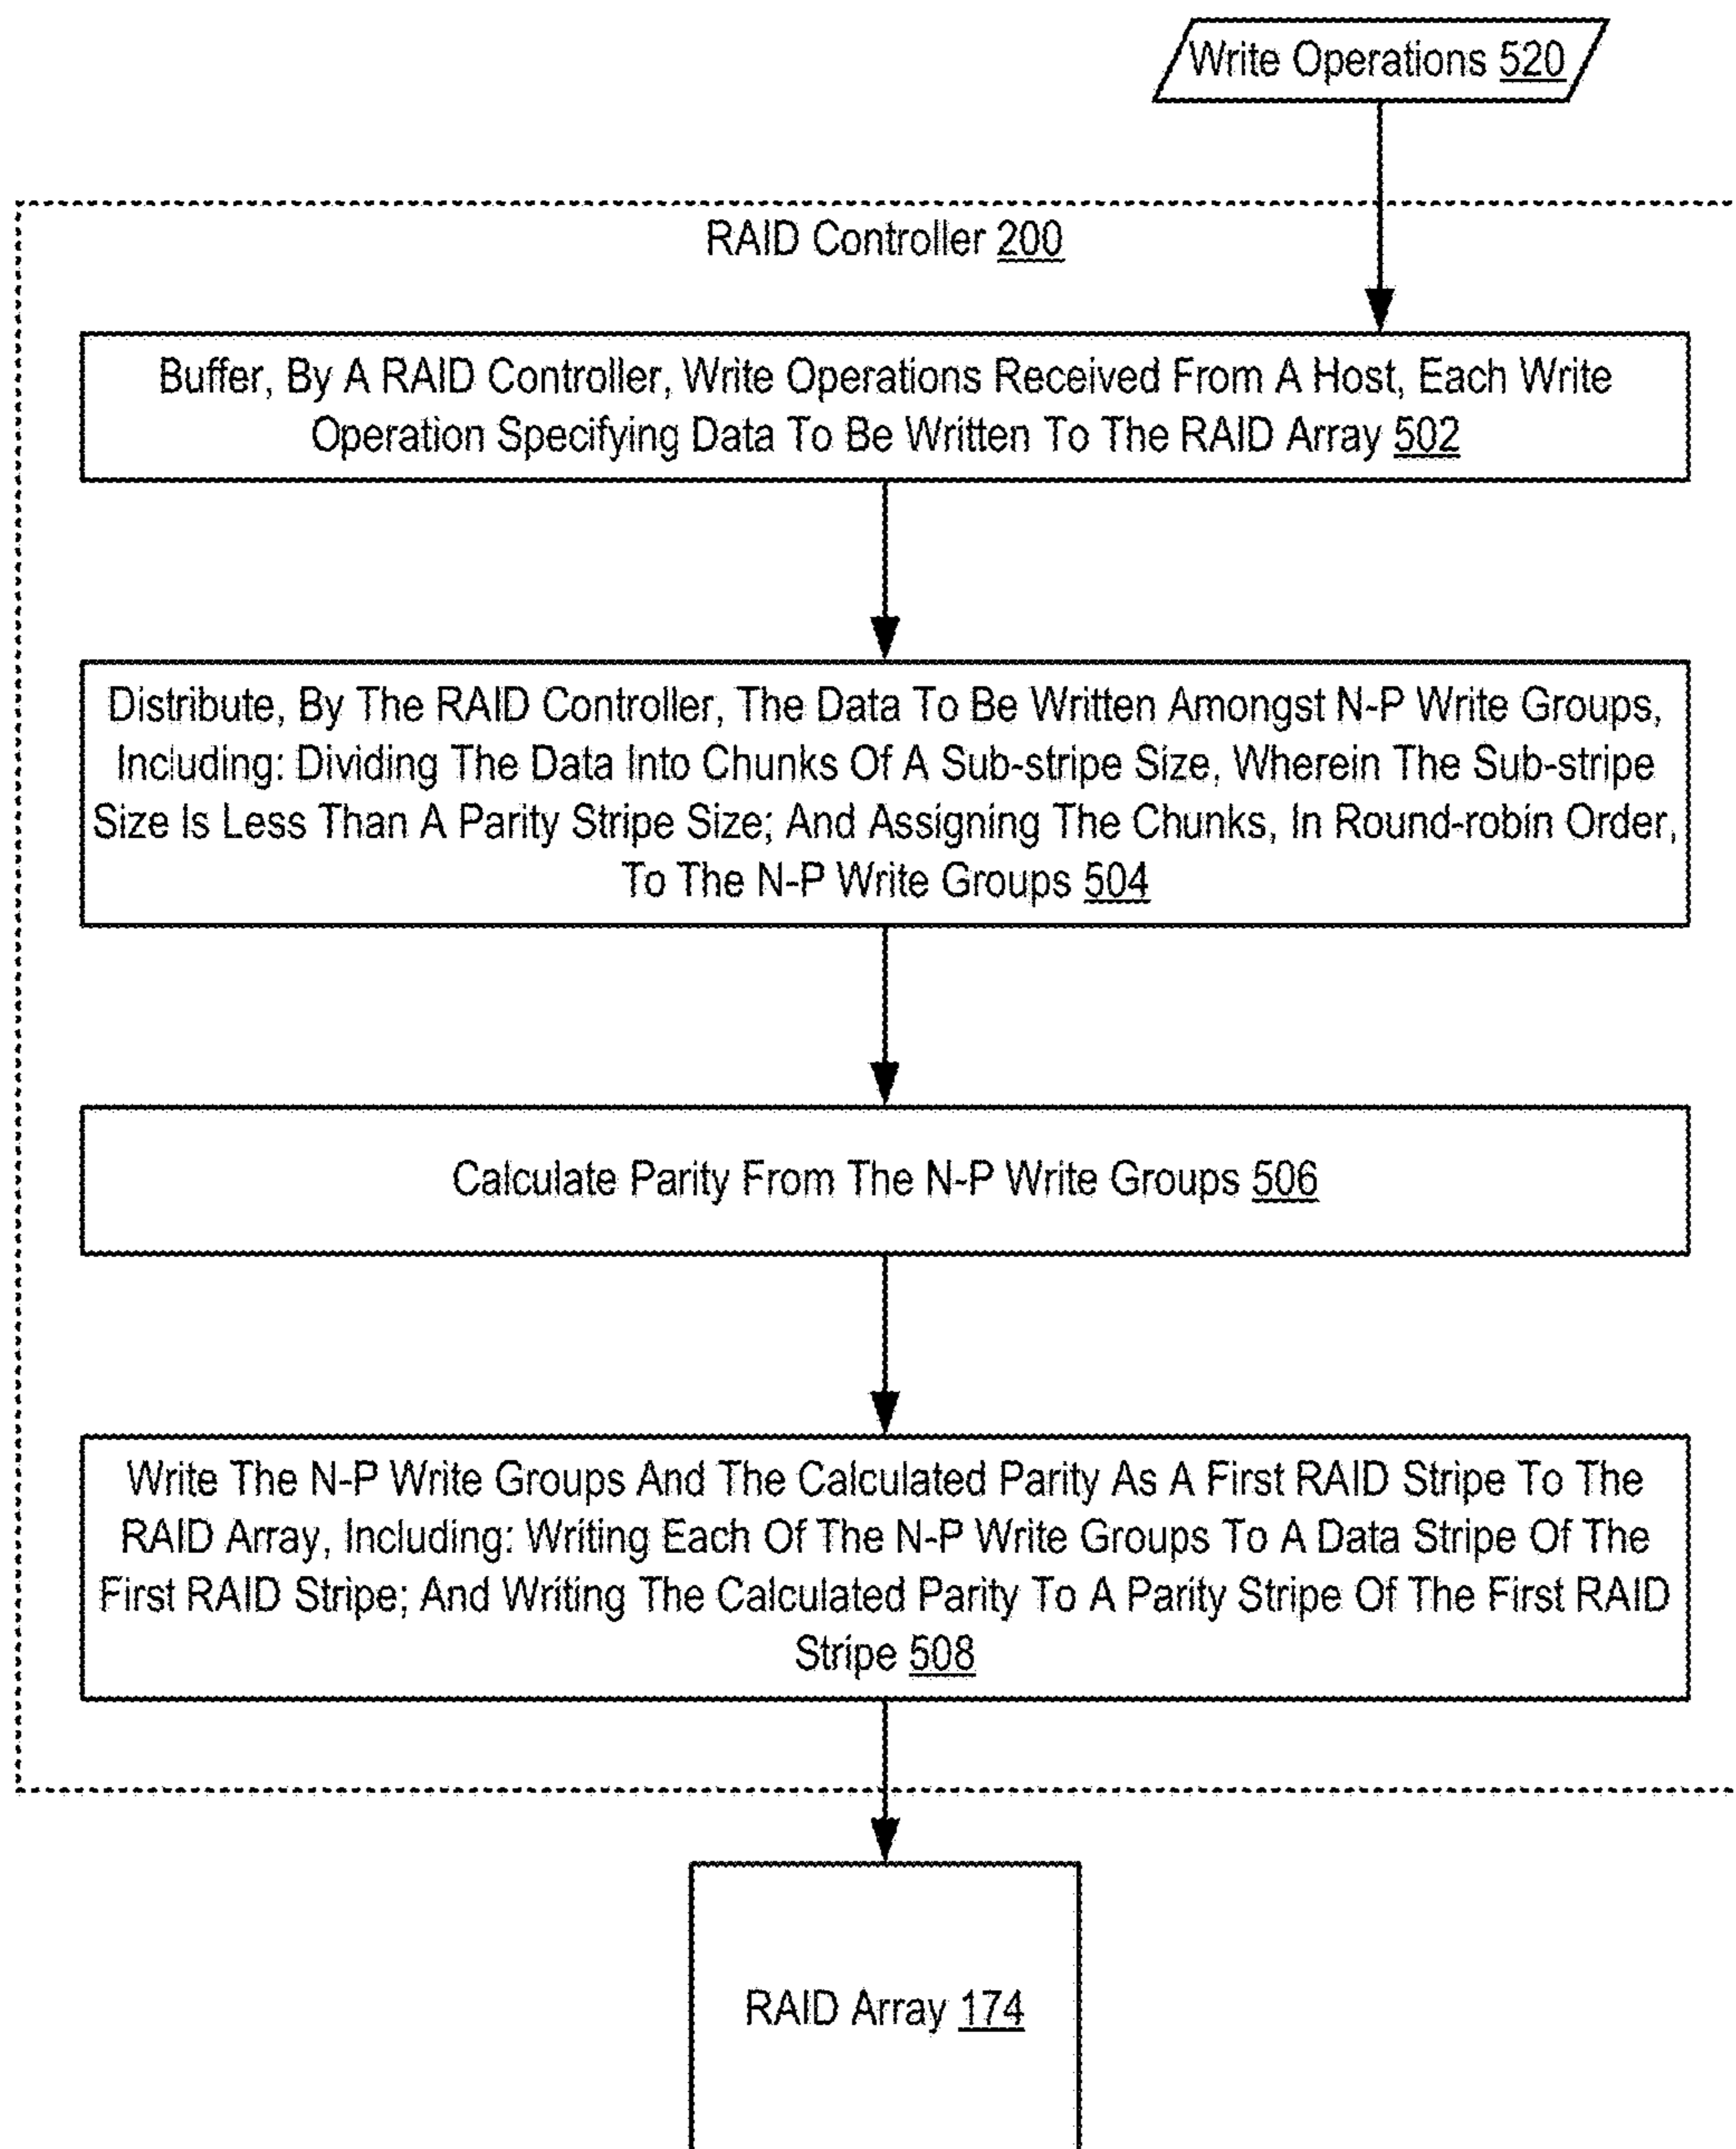 Write Operations 520
RAID Controller 200
Buffer, By A RAID Controller, Write Operations Received From A Host, Each Write
Operation Specifying Data To Be Written To The RAID Array 502
Distribute, By The RAID Controller, The Data To Be Written Amongst N-P Write Groups,
Including: Dividing The Data Into Chunks Of A Sub-stripe Size, Wherein The Sub-stripe
Size Is Less Than A Parity Stripe Size; And Assigning The Chunks, In Round-robin Order,
To The N-P Write Groups 504
Calculate Parity From The N-P Write Groups 506
Write The N-P Write Groups And The Calculated Parity As A First RAID Stripe To The
RAID Array, Including: Writing Each Of The N-P Write Groups To A Data Stripe Of The
First RAID Stripe; And Writing The Calculated Parity To A Parity Stripe Of The First RAID
Stripe 508
RAID Array 174